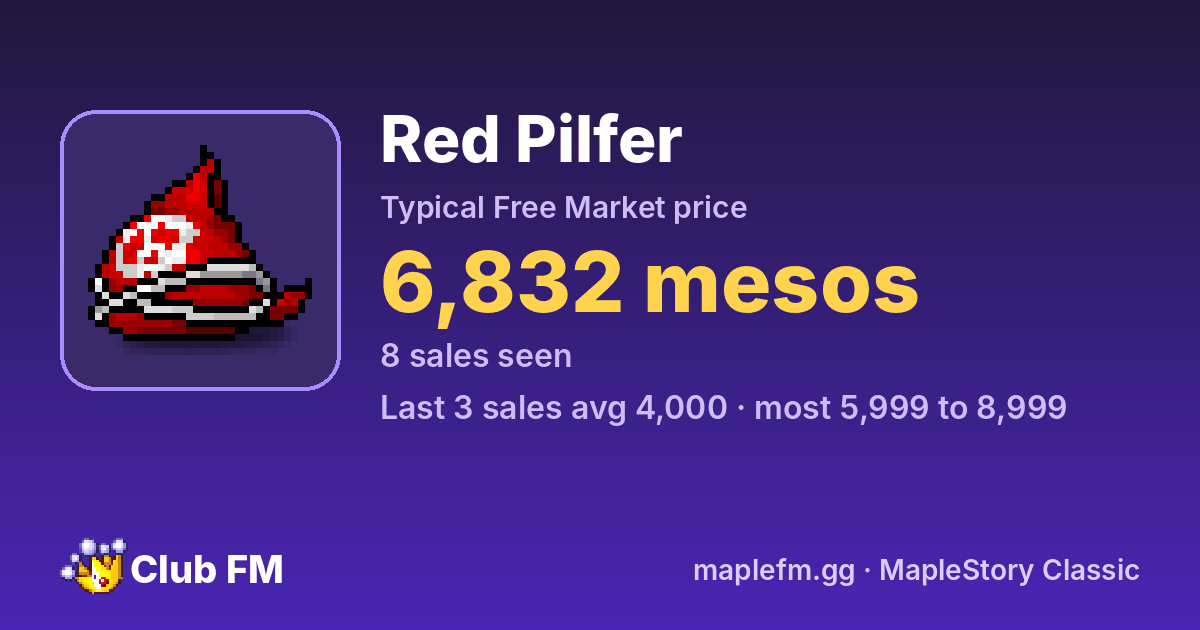 Red Pilfer
Typical Free Market price
6,832 mesos
8 sales seen
Last 3 sales avg 4,000 · most 5,999 to 8,999
Club FM
maplefm.gg · MapleStory Classic